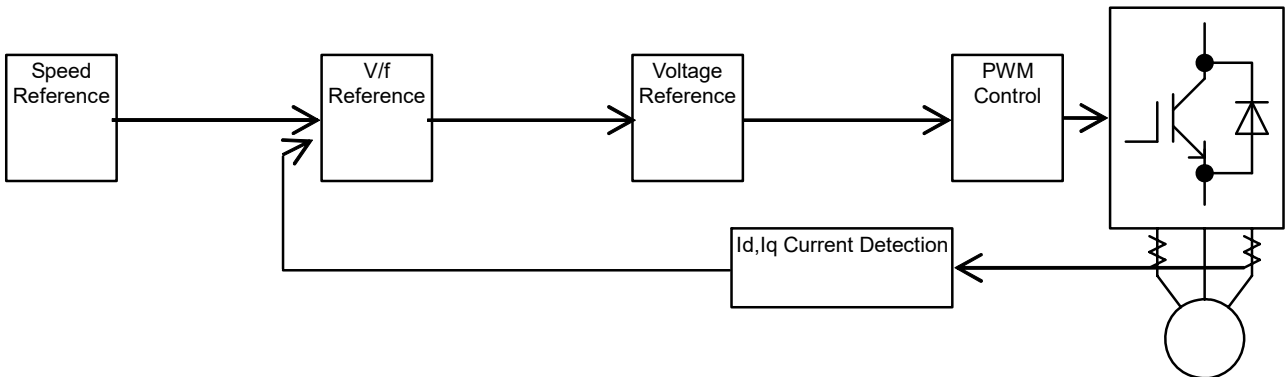 Speed
Reference
V/f
Reference
Voltage
Reference
PWM
Control
Id,Iq Current Detection